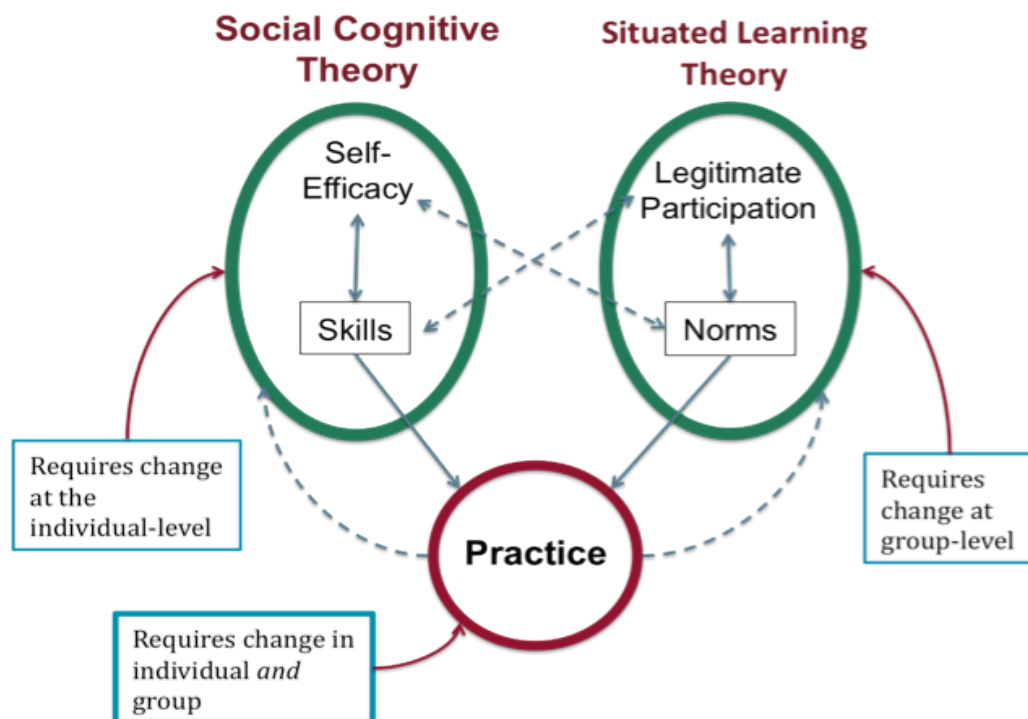 Social Cognitive
Theory
Situated Learning
Theory
Self-
Efficacy
Legitimate
Participation
Skills
Norms
Requires change
at the
individual-level
Requires
change at
group-level
Practice
Requires change in
individual and
group